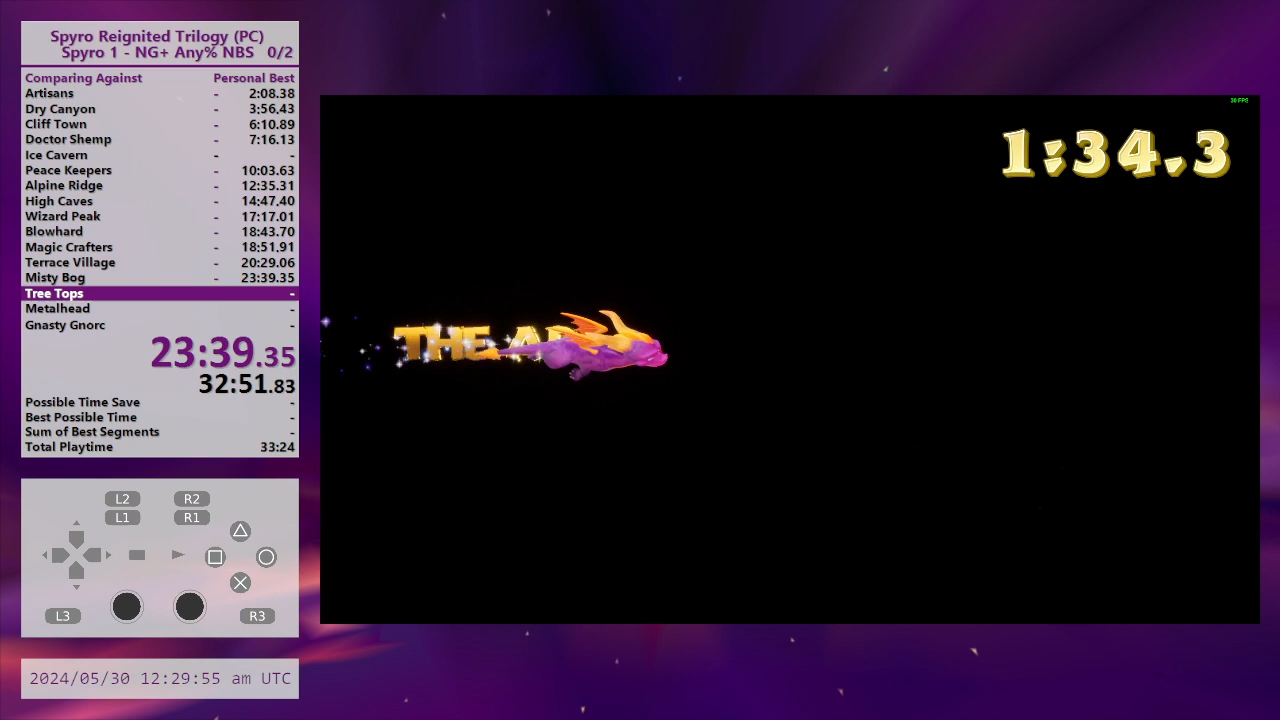 Spyro Reignited Trilogy (PC)
Spyro 1 - NG+ Any% NBS 0/2
Comparing Against Personal Best
Artisans - 2:08.38
Dry Canyon - 3:56.43
Cliff Town - 6:10.89
Doctor Shemp - 7:16.13
Ice Cavern - -
Peace Keepers - 10:03.63
Alpine Ridge - 12:35.31
High Caves - 14:47.40
Wizard Peak - 17:17.01
Blowhard - 18:43.70
Magic Crafters - 18:51.91
Terrace Village - 20:29.06
Misty Bog - 23:39.35
Tree Tops -
Metalhead -
Gnasty Gnorc -
23:39.35
32:51.83
Possible Time Save -
Best Possible Time -
Sum of Best Segments -
Total Playtime 33:24
30 FPS
1:34.3
THE A
L2 R2
L1 R1
L3 R3
2024/05/30 12:29:55 am UTC